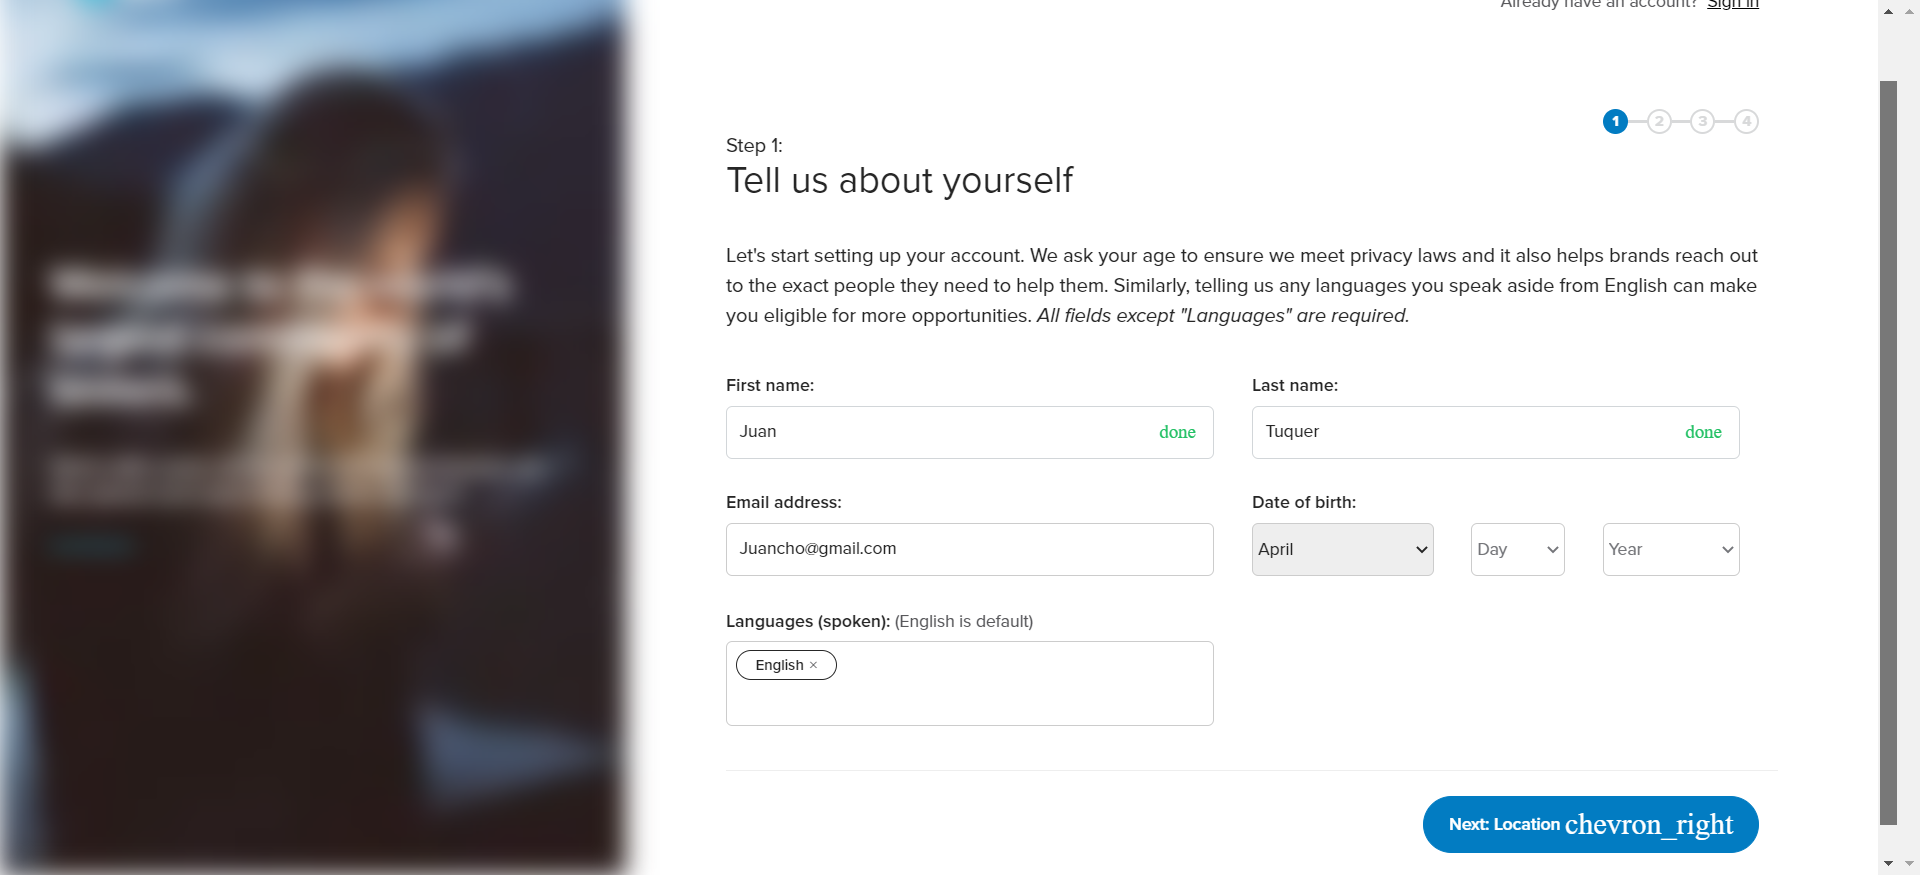 Already have an account? Sign in
1 2 3 4
Step 1:
Tell us about yourself
Let's start setting up your account. We ask your age to ensure we meet privacy laws and it also helps brands reach out
to the exact people they need to help them. Similarly, telling us any languages you speak aside from English can make
you eligible for more opportunities. All fields except "Languages" are required.
First name:
Last name:
Juan done
Tuquer done
Email address:
Date of birth:
Juancho@gmail.com
April Day Year
Languages (spoken): (English is default)
English ×
Next: Location chevron_right